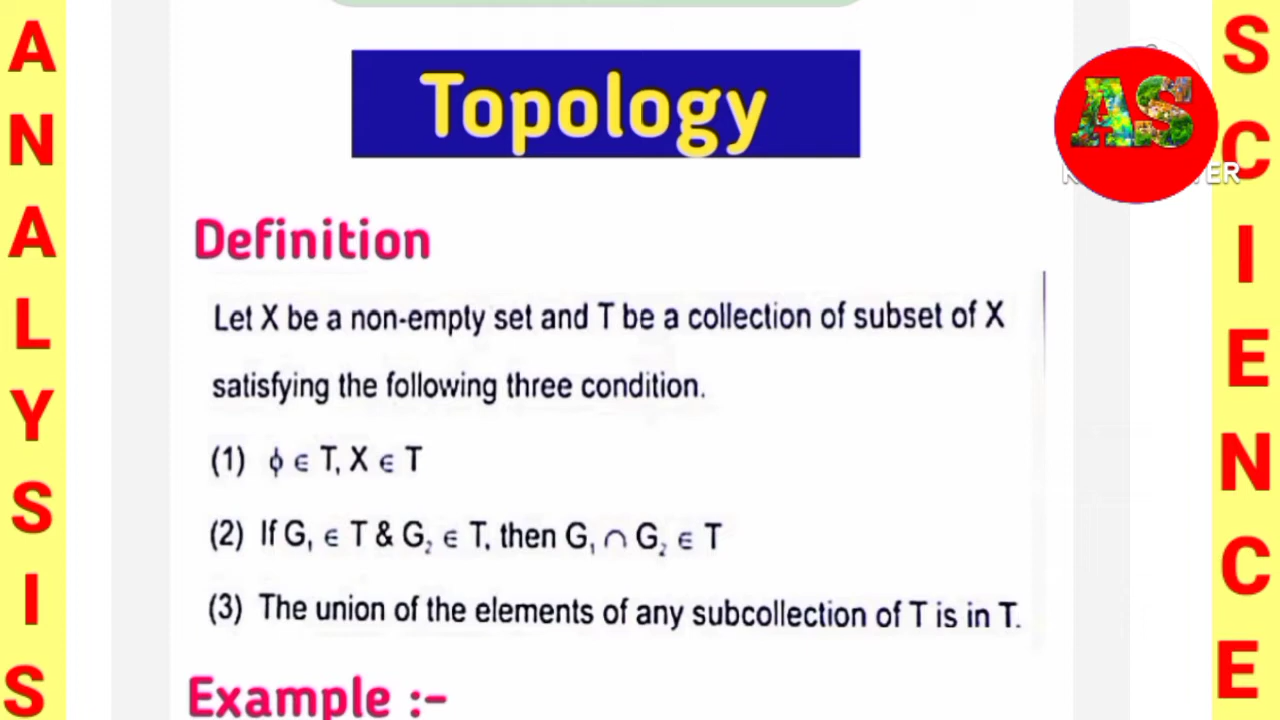 Topology
AS
Definition
Let X be a non-empty set and T be a collection of subset of X
satisfying the following three condition.
(1) ϕ ∈ T, X ∈ T
(2) If G₁ ∈ T & G₂ ∈ T, then G₁ ∩ G₂ ∈ T
(3) The union of the elements of any subcollection of T is in T.
Example :-
ANALYSIS
SCIENCE